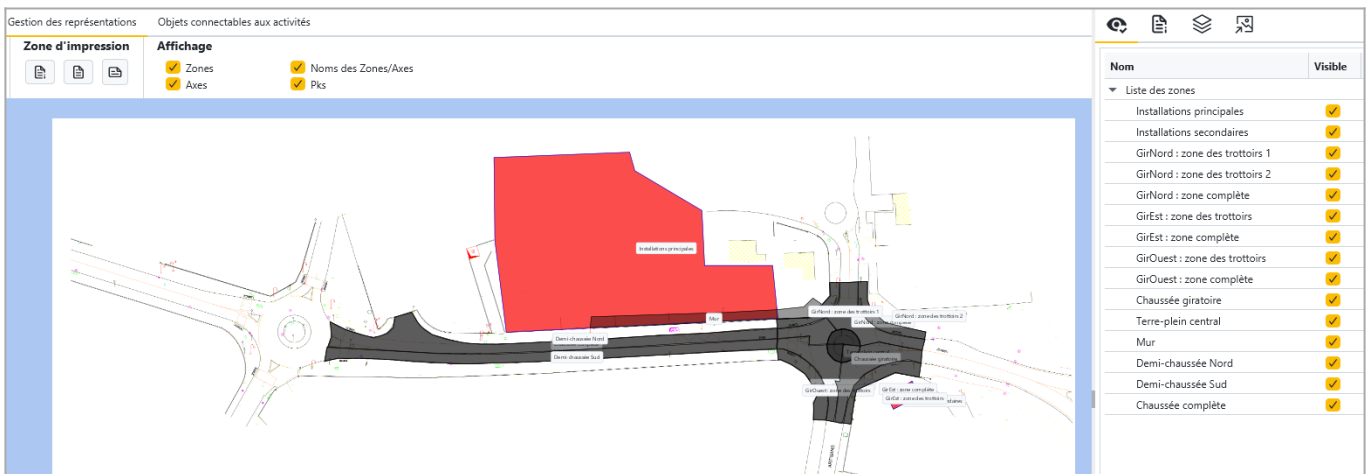 Gestion des représentations Objets connectables aux activités
Zone d'impression Affichage
Zones Noms des Zones/Axes
Axes Pks
Nom Visible
Liste des zones
Installations principales
Installations secondaires
GirNord : zone des trottoirs 1
GirNord : zone des trottoirs 2
GirNord : zone complète
GirEst : zone des trottoirs
GirEst : zone complète
GirOuest : zone des trottoirs
GirOuest : zone complète
Chaussée giratoire
Terre-plein central
Mur
Demi-chaussée Nord
Demi-chaussée Sud
Chaussée complète
Installations principales
GirNord : zone des trottoirs 1
GirNord : zone des trottoirs 2
Mur
Demi-chaussée Nord
Demi-chaussée Sud
Chaussée giratoire
GirEst : zone complète
GirEst : zone des trottoirs